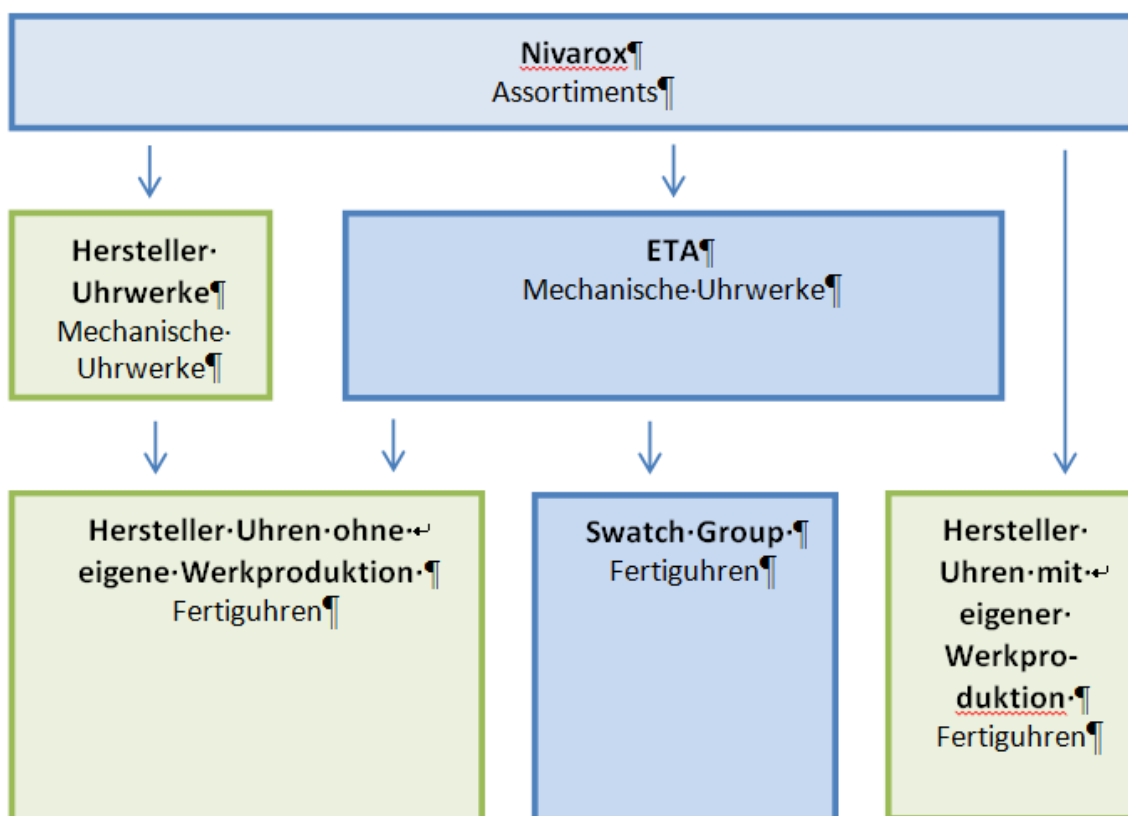 Nivarox¶
Assortiments¶
Hersteller·
Uhrwerke¶
Mechanische·
Uhrwerke¶
ETA¶
Mechanische·Uhrwerke¶
Hersteller·Uhren·ohne·↵
eigene·Werkproduktion·¶
Fertiguhren¶
Swatch·Group·¶
Fertiguhren¶
Hersteller·
Uhren·mit·↵
eigener·
Werkpro-
duktion·¶
Fertiguhren¶